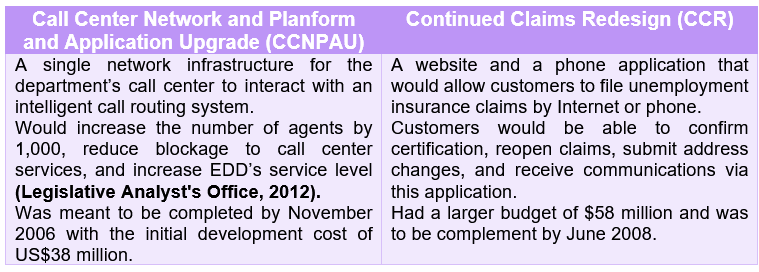 Call Center Network and Planform
and Application Upgrade (CCNPAU)
A single network infrastructure for the
department's call center to interact with an
intelligent call routing system.
Would increase the number of agents by
1,000, reduce blockage to call center
services, and increase EDD's service level
(Legislative Analyst's Office, 2012).
Was meant to be completed by November
2006 with the initial development cost of
US$38 million.
Continued Claims Redesign (CCR)
A website and a phone application that
would allow customers to file unemployment
insurance claims by Internet or phone.
Customers would be able to confirm
certification, reopen claims, submit address
changes, and receive communications via
this application.
Had a larger budget of $58 million and was
to be complement by June 2008.